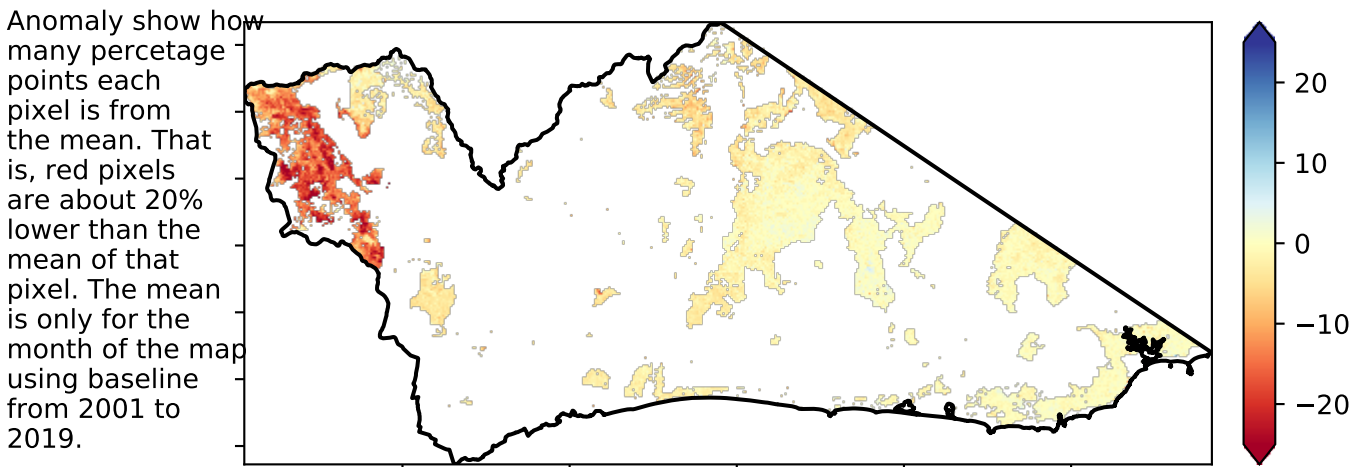 Anomaly show how
many percetage
points each
pixel is from
the mean. That
is, red pixels
are about 20%
lower than the
mean of that
pixel. The mean
is only for the
month of the map
using baseline
from 2001 to
2019.
20
10
0
−10
−20